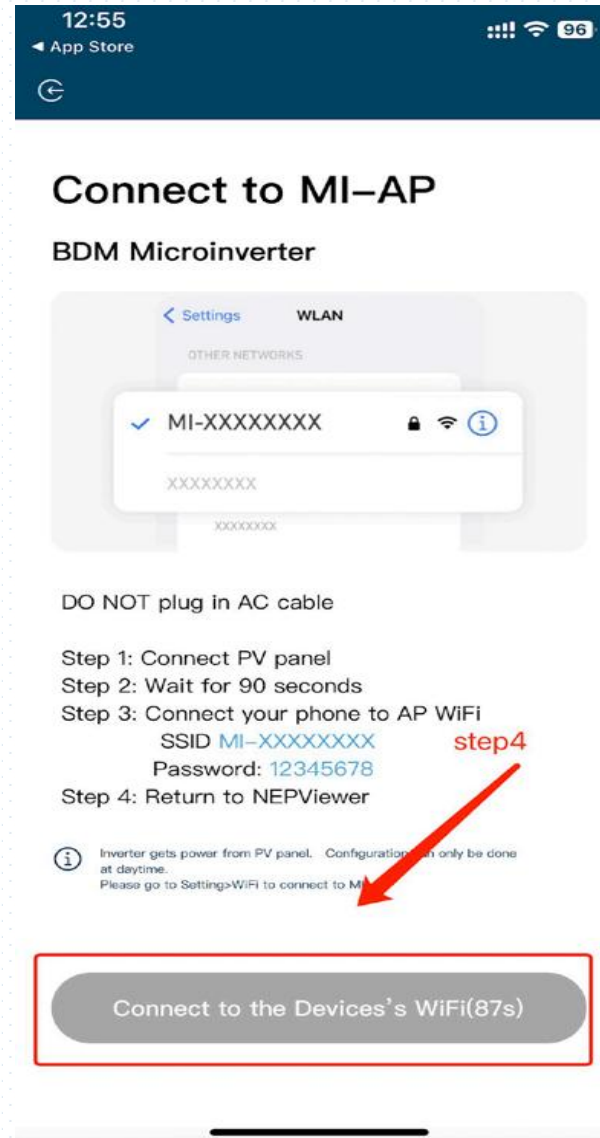 12:55
96
App Store
Connect to MI-AP
BDM Microinverter
Settings WLAN
OTHER NETWORKS
MI-XXXXXXXX
XXXXXXXX
XXXXXXXX
DO NOT plug in AC cable
Step 1: Connect PV panel
Step 2: Wait for 90 seconds
Step 3: Connect your phone to AP WiFi
SSID MI-XXXXXXXX
step4
Password: 12345678
Step 4: Return to NEPViewer
Inverter gets power from PV panel. Configuration only be done
at daytime.
Please go to Setting>WiFi to connect to
Connect to the Devices's WiFi(87s)